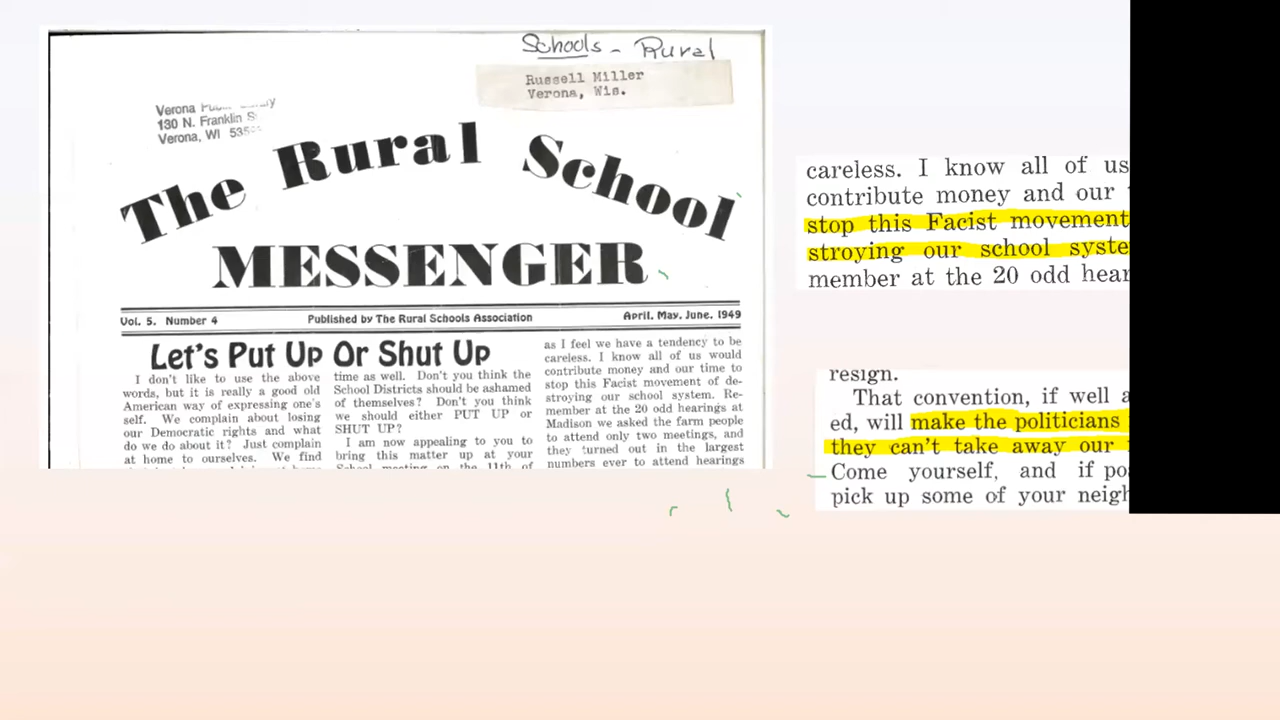 Schools - Rural
Russell Miller
Verona, Wis.
Verona
130 N. Franklin
Verona, WI
The Rural School
MESSENGER
Vol. 5. Number 4 Published by The Rural Schools Association April. May. June. 1949
Let's Put Up Or Shut Up
I don't like to use the above
words, but it is really a good old
American way of expressing one's
self. We complain about losing
our Democratic rights and what
do we do about it? Just complain
at home to ourselves. We find
time as well. Don't you think the
School Districts should be ashamed
of themselves? Don't you think
we should either PUT UP or
SHUT UP?
I am now appealing to you to
bring this matter up at your
School meeting on the 11th of
as I feel we have a tendency to be
careless. I know all of us would
contribute money and our time to
stop this Facist movement of de-
stroying our school system. Re-
member at the 20 odd hearings at
Madison we asked the farm people
to attend only two meetings, and
they turned out in the largest
numbers ever to attend hearings
careless. I know all of us
contribute money and our
stop this Facist movement
stroying our school syste
member at the 20 odd hear
resign.
That convention, if well a
ed, will make the politicians
they can't take away our
Come yourself, and if po
pick up some of your neigh